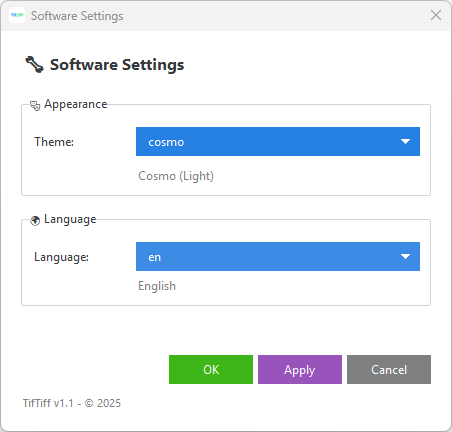 TifTiff
Software Settings
Software Settings
Appearance
Theme:
cosmo
Cosmo (Light)
Language
Language:
en
English
OK
Apply
Cancel
TifTiff v1.1 - © 2025